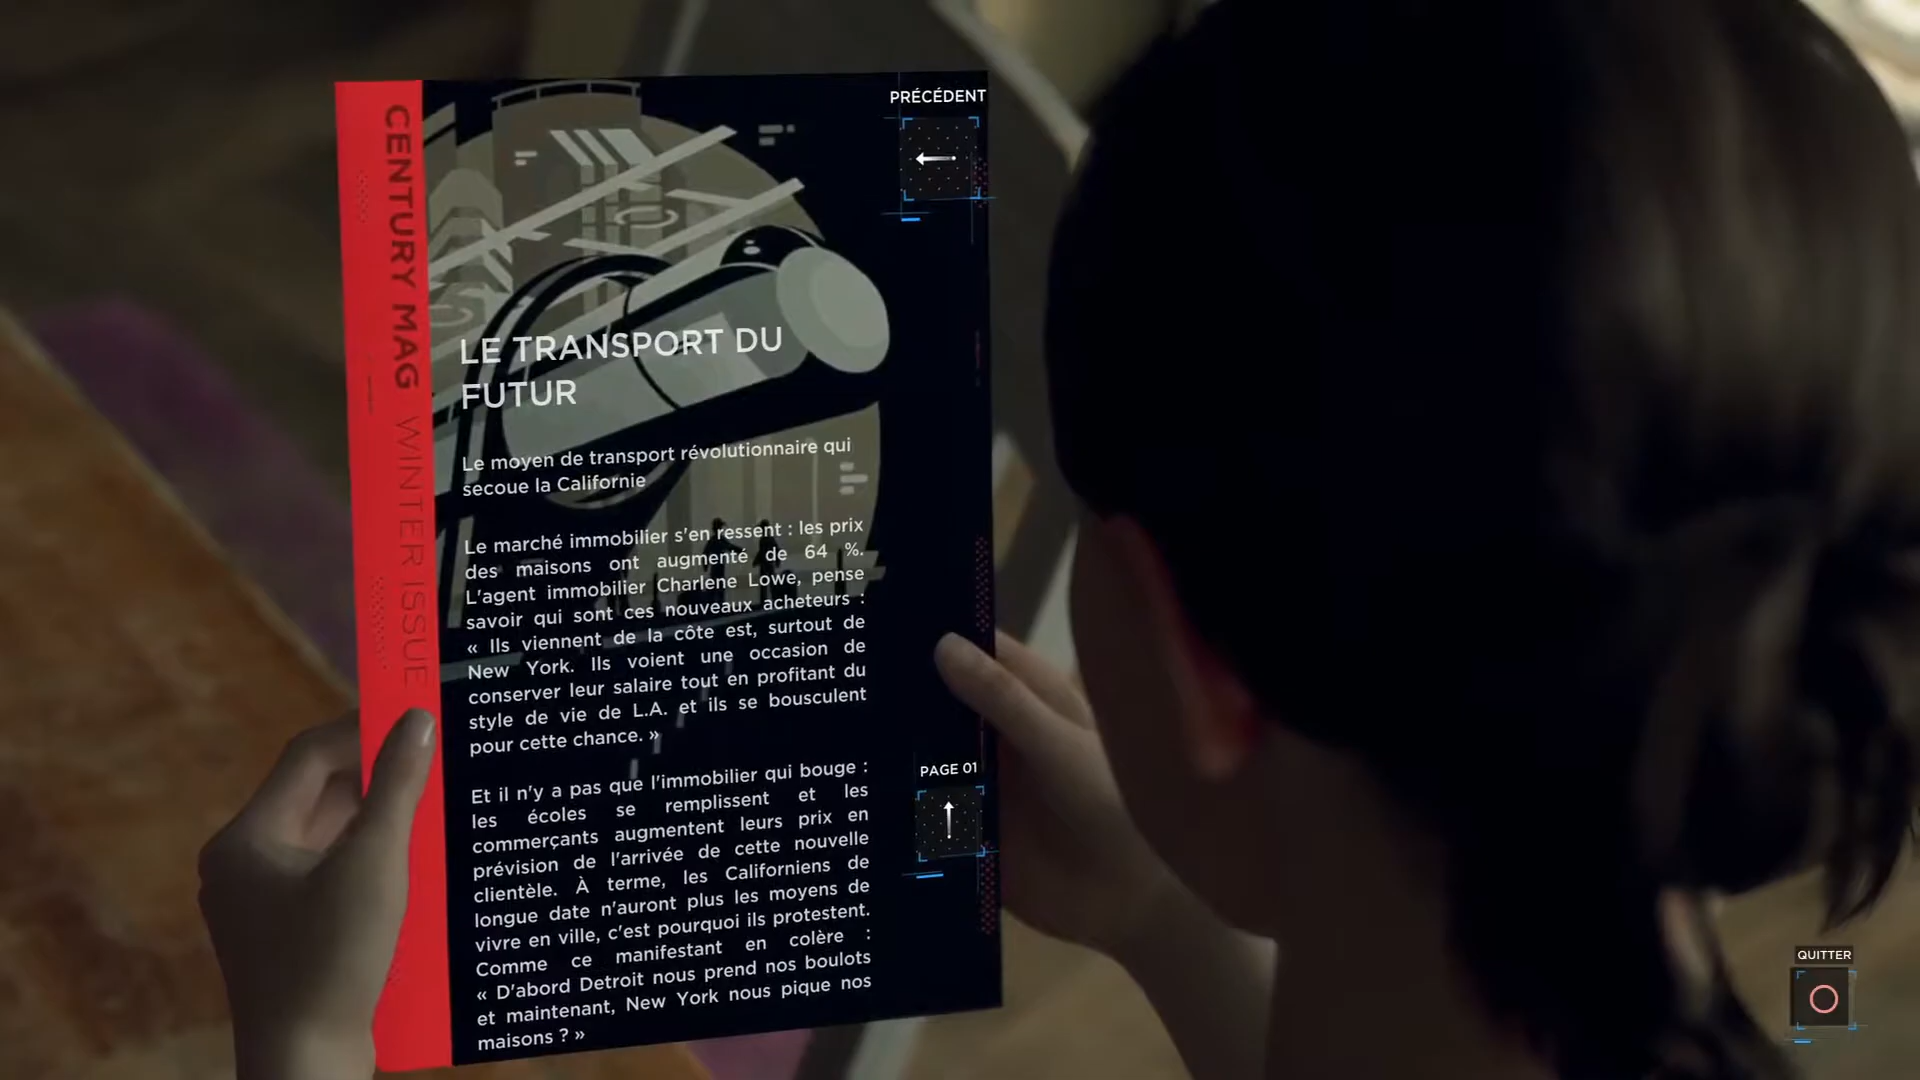 CENTURY MAG WINTER ISSUE
PRÉCÉDENT
LE TRANSPORT DU
FUTUR
Le moyen de transport révolutionnaire qui
secoue la Californie
Le marché immobilier s'en ressent : les prix
des maisons ont augmenté de 64 %.
L'agent immobilier Charlene Lowe, pense
savoir qui sont ces nouveaux acheteurs :
« Ils viennent de la côte est, surtout de
New York. Ils voient une occasion de
conserver leur salaire tout en profitant du
style de vie de L.A. et ils se bousculent
pour cette chance. »
Et il n'y a pas que l'immobilier qui bouge :
les écoles se remplissent et les
commerçants augmentent leurs prix en
prévision de l'arrivée de cette nouvelle
clientèle. À terme, les Californiens de
longue date n'auront plus les moyens de
vivre en ville, c'est pourquoi ils protestent.
Comme ce manifestant en colère :
« D'abord Detroit nous prend nos boulots
et maintenant, New York nous pique nos
maisons ? »
PAGE 01
QUITTER